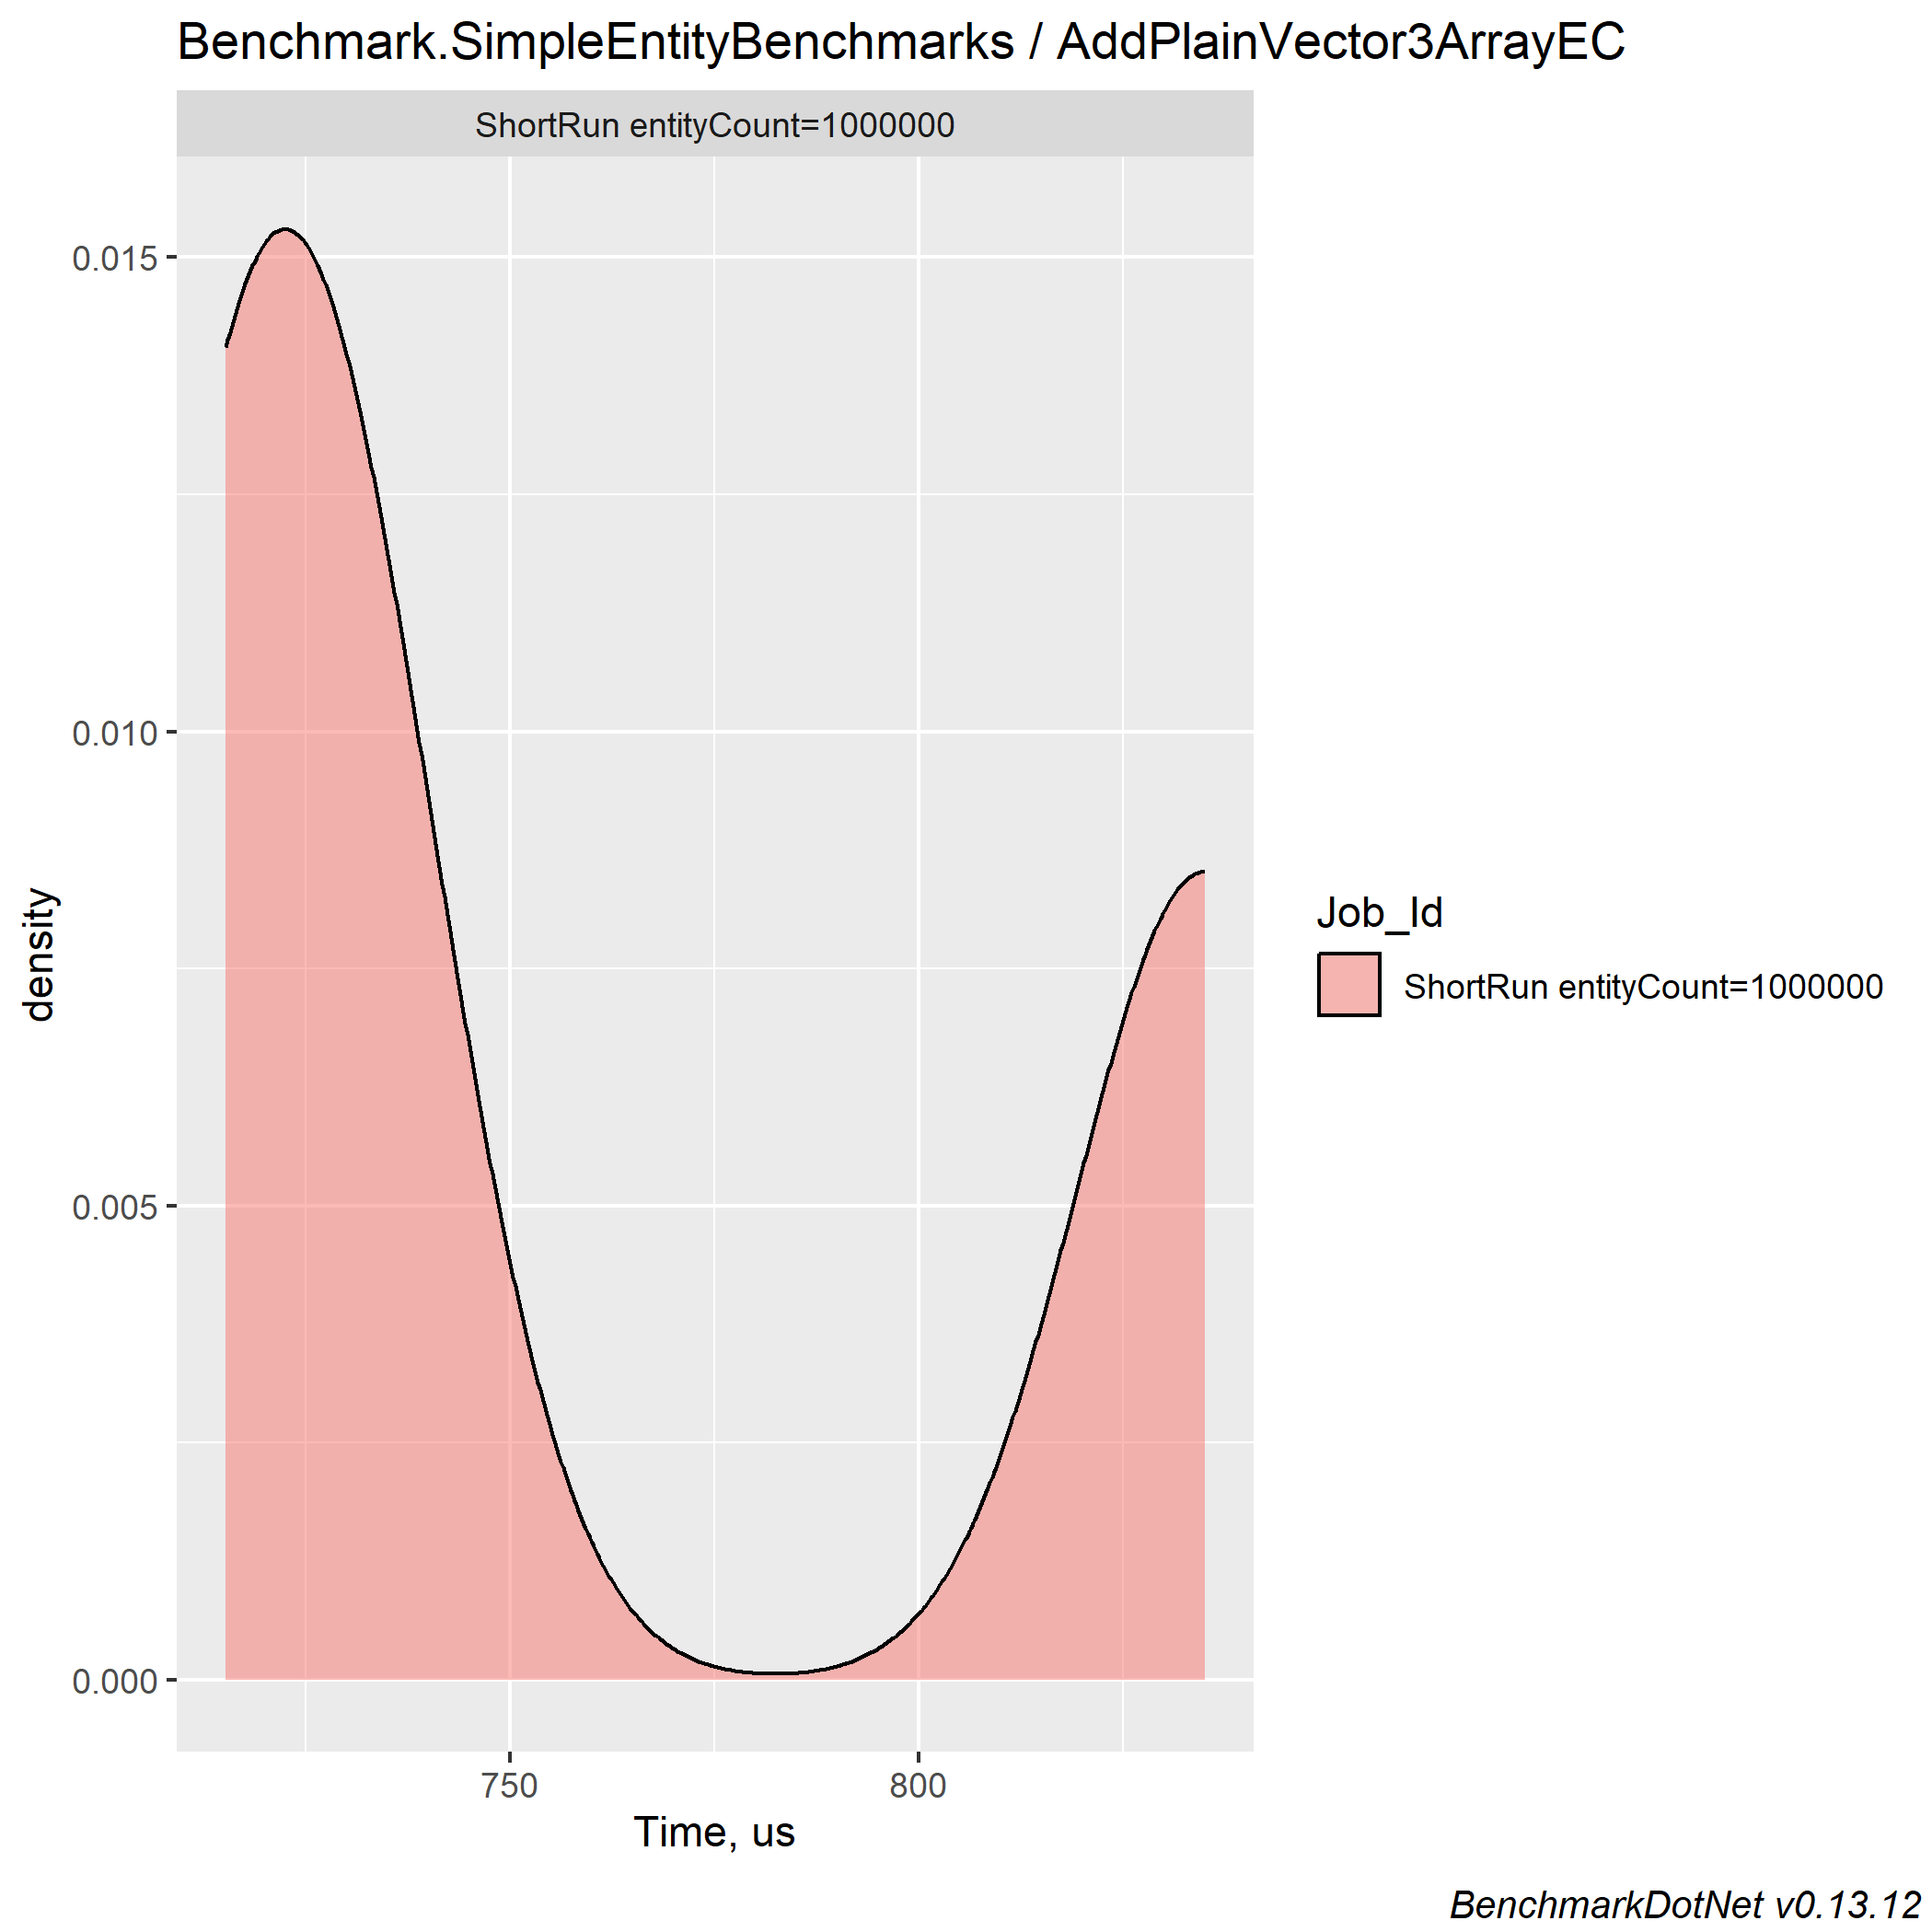 Benchmark.SimpleEntityBenchmarks / AddPlainVector3ArrayEC
ShortRun entityCount=1000000
0.015
0.010
0.005
0.000
density
750
800
Time, us
Job_Id
ShortRun entityCount=1000000
BenchmarkDotNet v0.13.12